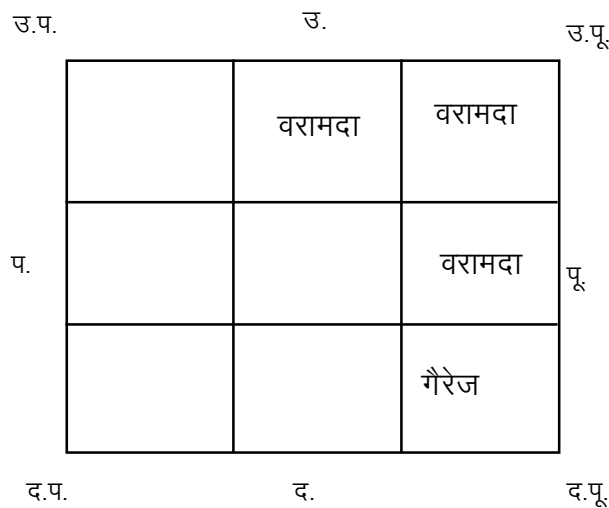 उ.प. उ. उ.पू.
वरामदा वरामदा
प. वरामदा पू.
गैरेज
द.प. द. द.पू.